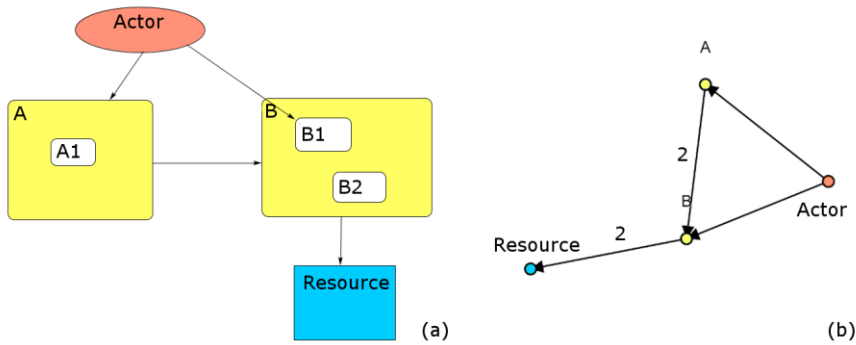 Actor
A
A1
B
B1
B2
Resource
(a)
A
2
B
Actor
Resource
2
(b)